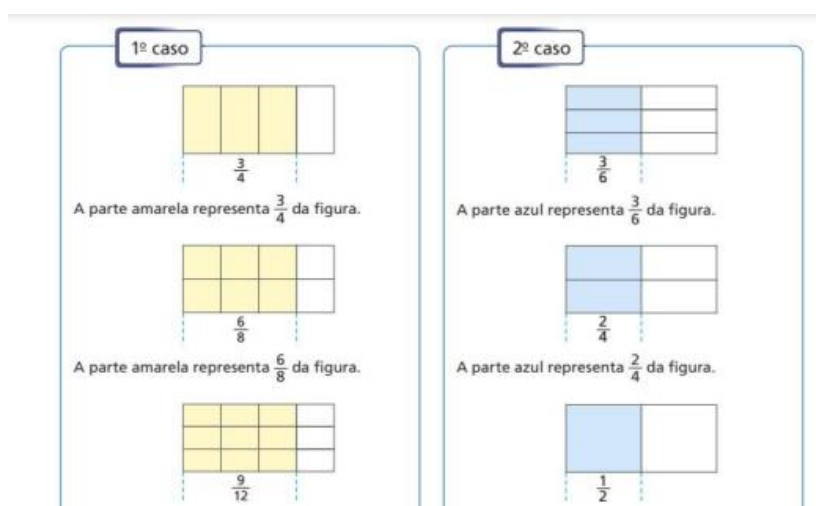 1º caso
3/4
A parte amarela representa 3/4 da figura.
6/8
A parte amarela representa 6/8 da figura.
9/12
2º caso
3/6
A parte azul representa 3/6 da figura.
2/4
A parte azul representa 2/4 da figura.
1/2